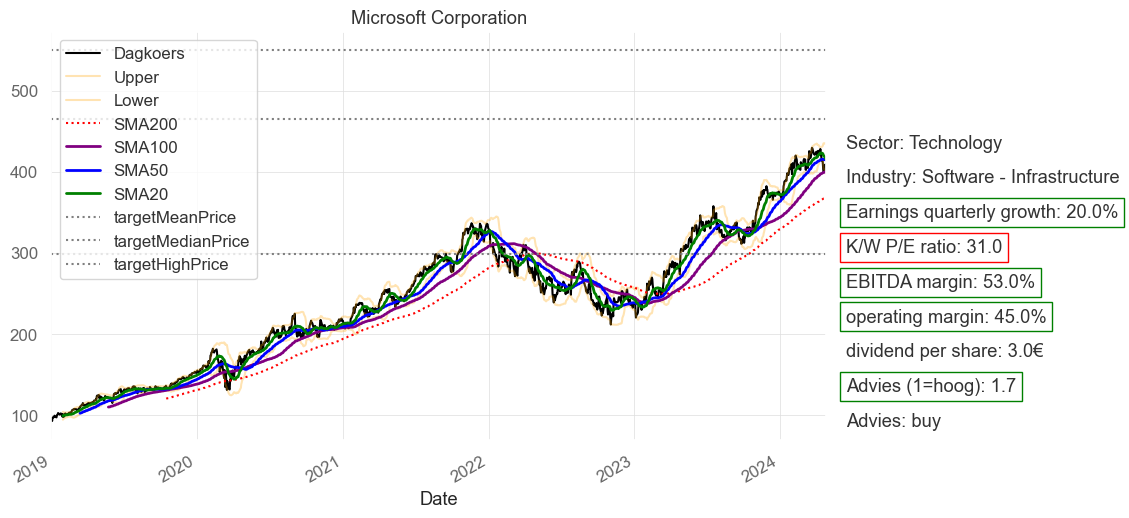 Microsoft Corporation
Dagkoers
Upper
Lower
SMA200
SMA100
SMA50
SMA20
targetMeanPrice
targetMedianPrice
targetHighPrice
500
400
300
200
100
2019
2020
2021
2022
2023
2024
Date
Sector: Technology
Industry: Software - Infrastructure
Earnings quarterly growth: 20.0%
K/W P/E ratio: 31.0
EBITDA margin: 53.0%
operating margin: 45.0%
dividend per share: 3.0€
Advies (1=hoog): 1.7
Advies: buy